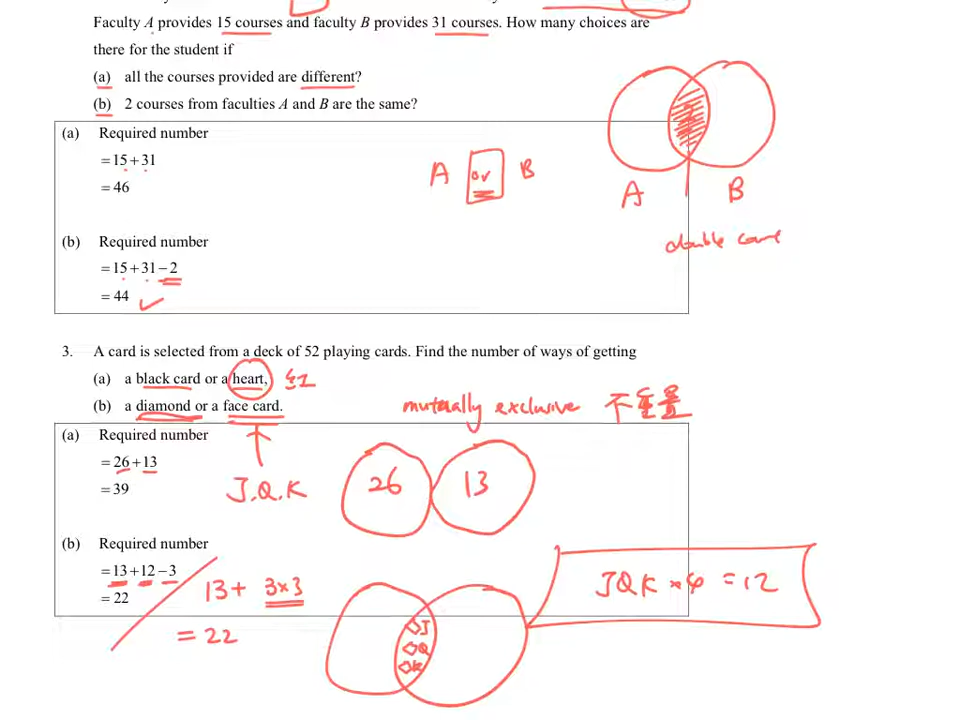 Faculty A provides 15 courses and faculty B provides 31 courses. How many choices are
there for the student if
(a) all the courses provided are different?
(b) 2 courses from faculties A and B are the same?
(a) Required number
= 15 + 31
= 46
A or B
A B
(b) Required number
= 15 + 31 − 2
= 44 ✓
double count
3. A card is selected from a deck of 52 playing cards. Find the number of ways of getting
(a) a black card or a heart, 红
(b) a diamond or a face card.
mutually exclusive 不重疊
(a) Required number
= 26 + 13
= 39
J.Q.K
26 13
(b) Required number
= 13 + 12 − 3
= 22
13 + 3×3
= 22
JQK × 4 = 12
◇J
◇Q
◇K